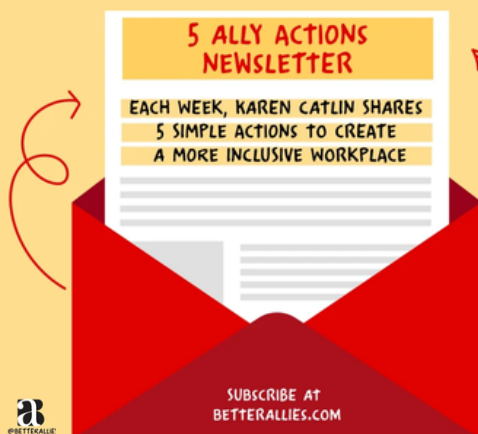 5 ALLY ACTIONS
NEWSLETTER
EACH WEEK, KAREN CATLIN SHARES
5 SIMPLE ACTIONS TO CREATE
A MORE INCLUSIVE WORKPLACE
SUBSCRIBE AT
BETTERALLIES.COM
aB
@BETTERALLIES